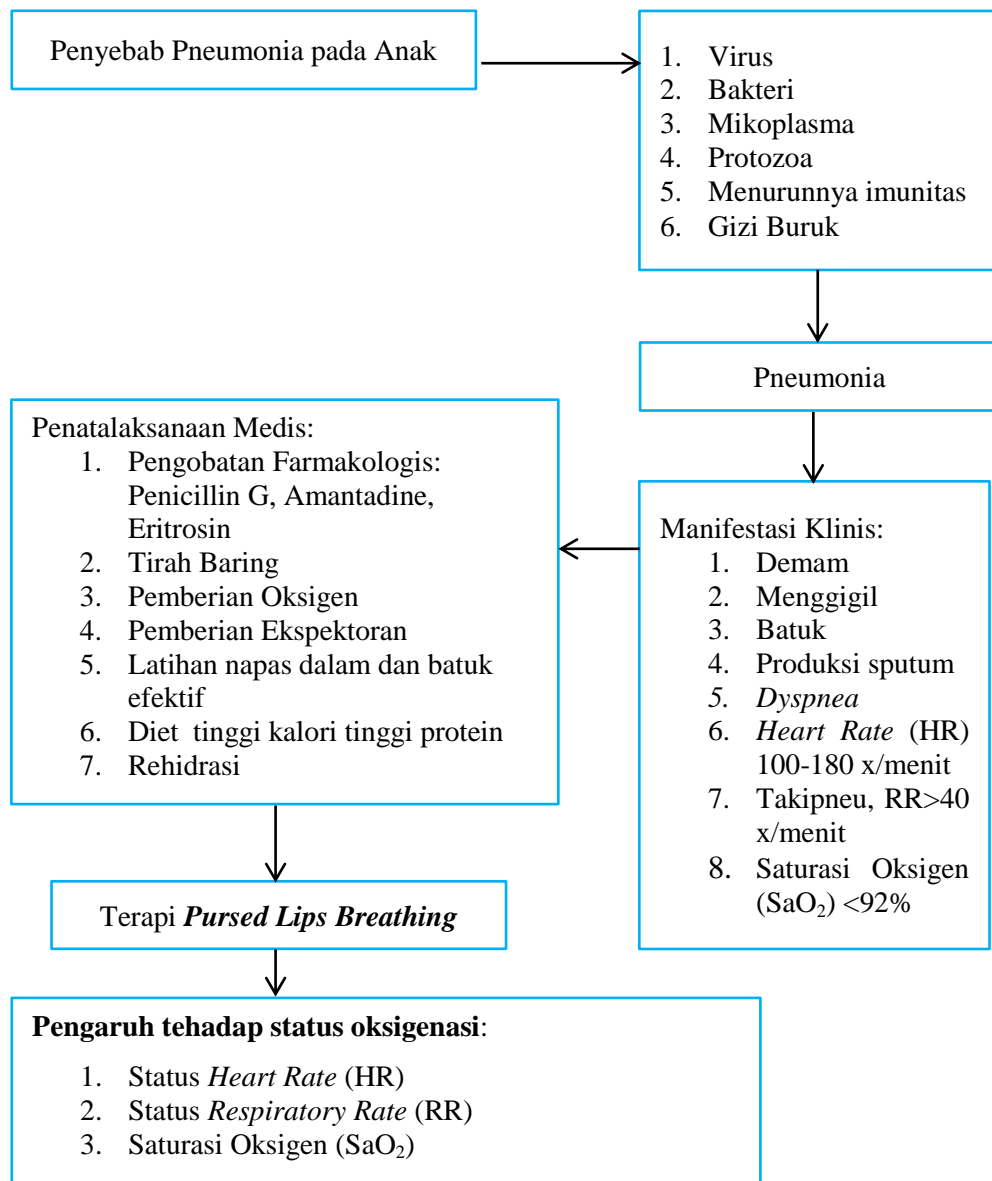 Penyebab Pneumonia pada Anak
1. Virus
2. Bakteri
3. Mikoplasma
4. Protozoa
5. Menurunnya imunitas
6. Gizi Buruk
Pneumonia
Manifestasi Klinis:
1. Demam
2. Menggigil
3. Batuk
4. Produksi sputum
5. Dyspnea
6. Heart Rate (HR)
100-180 x/menit
7. Takipneu, RR>40
x/menit
8. Saturasi Oksigen
(SaO₂) <92%
Penatalaksanaan Medis:
1. Pengobatan Farmakologis:
Penicillin G, Amantadine,
Eritrosin
2. Tirah Baring
3. Pemberian Oksigen
4. Pemberian Ekspektoran
5. Latihan napas dalam dan batuk
efektif
6. Diet tinggi kalori tinggi protein
7. Rehidrasi
Terapi Pursed Lips Breathing
Pengaruh tehadap status oksigenasi:
1. Status Heart Rate (HR)
2. Status Respiratory Rate (RR)
3. Saturasi Oksigen (SaO₂)